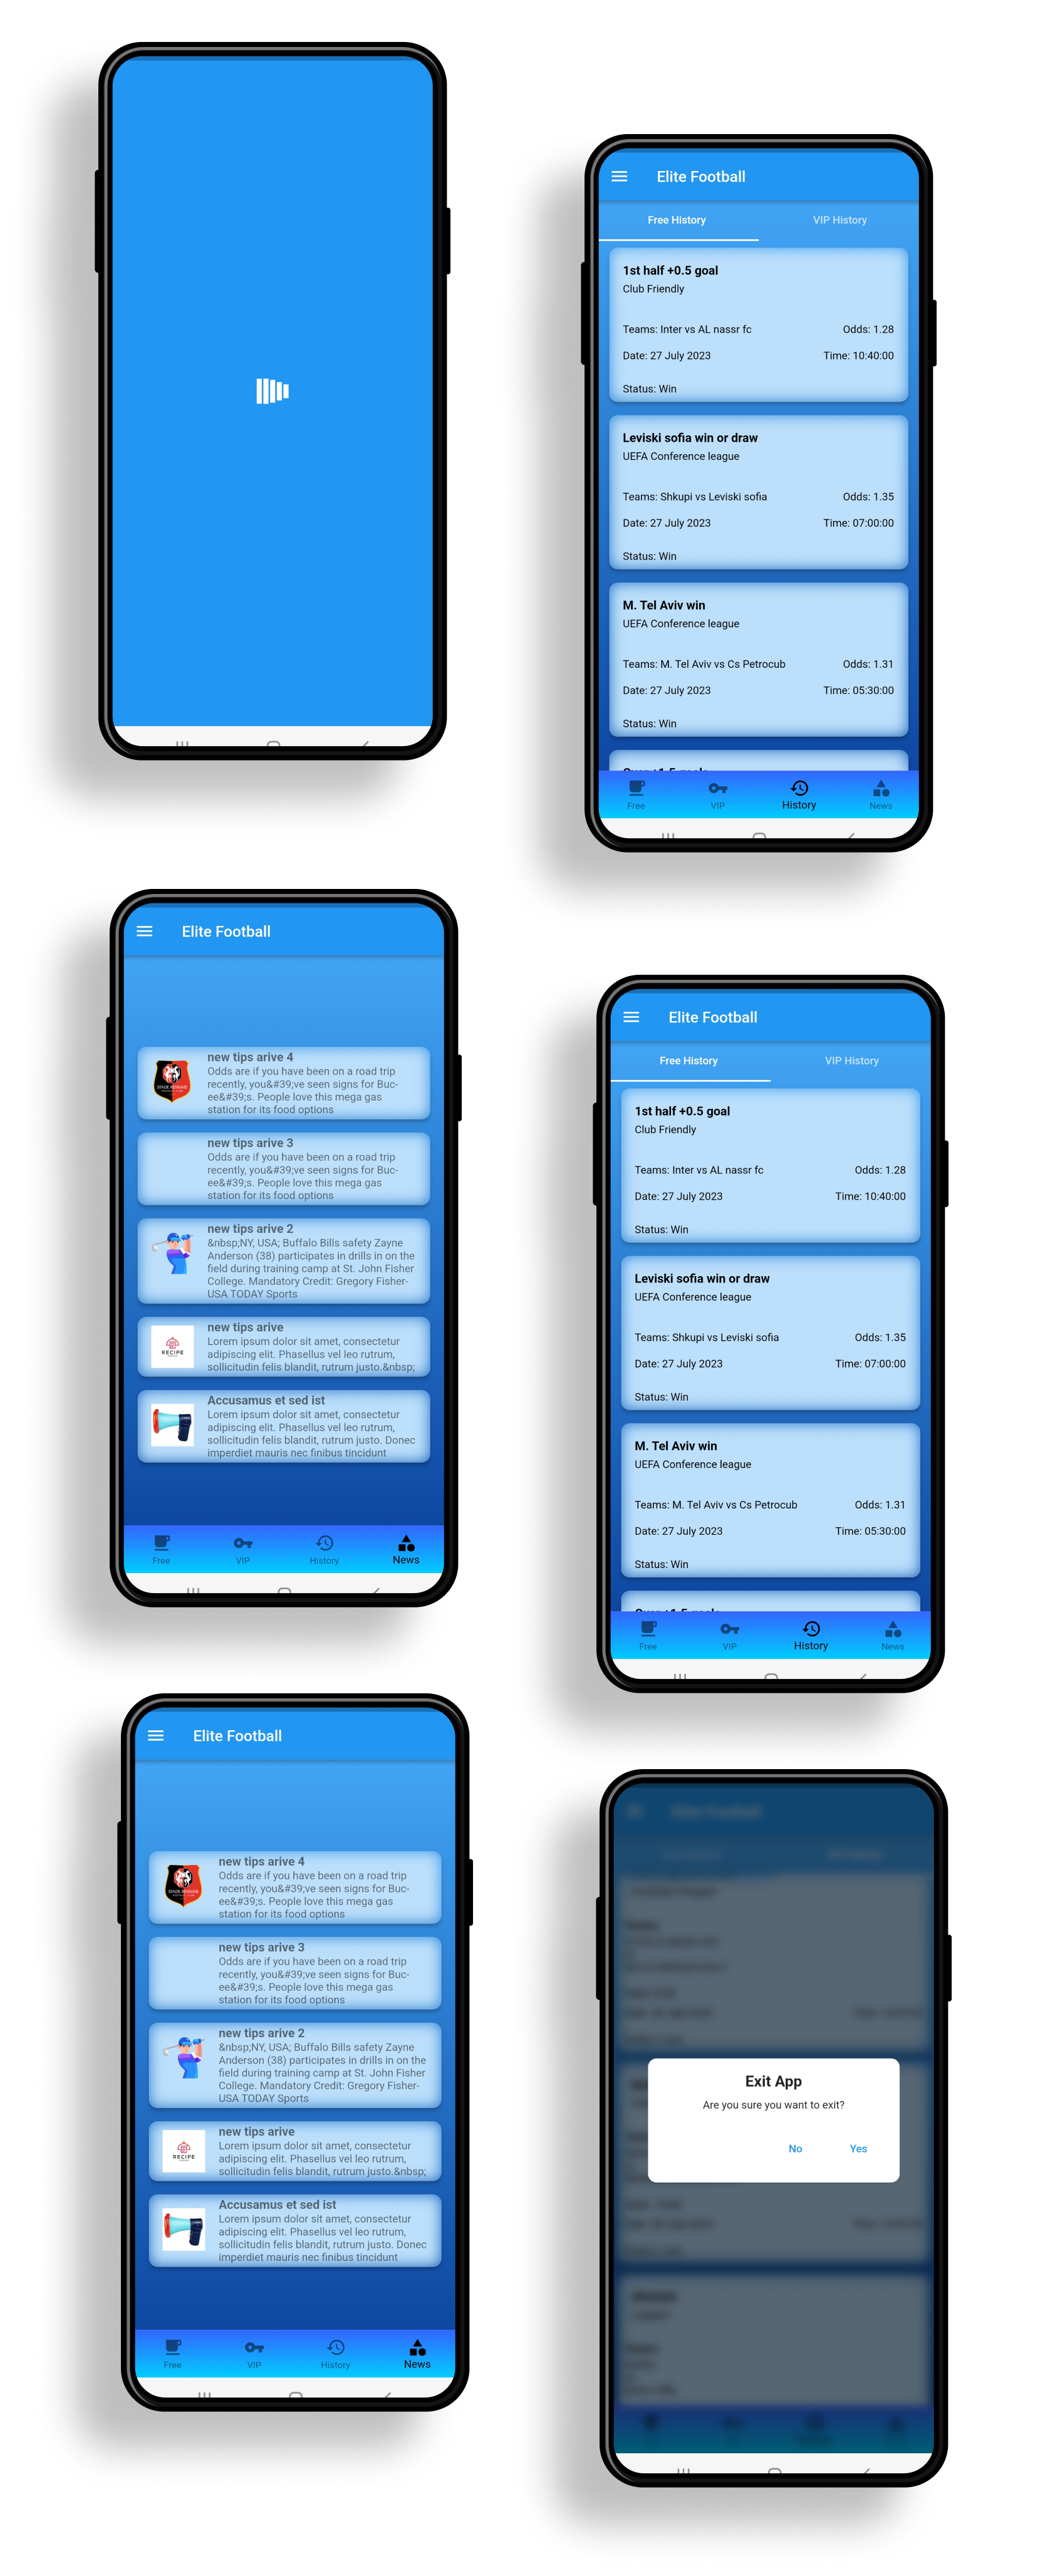 Elite Football
Free History VIP History
1st half +0.5 goal
Club Friendly
Teams: Inter vs AL nassr fc Odds: 1.28
Date: 27 July 2023 Time: 10:40:00
Status: Win
Leviski sofia win or draw
UEFA Conference league
Teams: Shkupi vs Leviski sofia Odds: 1.35
Date: 27 July 2023 Time: 07:00:00
Status: Win
M. Tel Aviv win
UEFA Conference league
Teams: M. Tel Aviv vs Cs Petrocub Odds: 1.31
Date: 27 July 2023 Time: 05:30:00
Status: Win
Free VIP History News
Elite Football
new tips arive 4
Odds are if you have been on a road trip
recently, you&#39;ve seen signs for Buc-
ee&#39;s. People love this mega gas
station for its food options
STADE RENNAIS
new tips arive 3
Odds are if you have been on a road trip
recently, you&#39;ve seen signs for Buc-
ee&#39;s. People love this mega gas
station for its food options
new tips arive 2
&nbsp;NY, USA; Buffalo Bills safety Zayne
Anderson (38) participates in drills in on the
field during training camp at St. John Fisher
College. Mandatory Credit: Gregory Fisher-
USA TODAY Sports
new tips arive
Lorem ipsum dolor sit amet, consectetur
adipiscing elit. Phasellus vel leo rutrum,
sollicitudin felis blandit, rutrum justo.&nbsp;
RECIPE
Accusamus et sed ist
Lorem ipsum dolor sit amet, consectetur
adipiscing elit. Phasellus vel leo rutrum,
sollicitudin felis blandit, rutrum justo. Donec
imperdiet mauris nec finibus tincidunt
Free VIP History News
Elite Football
Free History VIP History
1st half +0.5 goal
Club Friendly
Teams: Inter vs AL nassr fc Odds: 1.28
Date: 27 July 2023 Time: 10:40:00
Status: Win
Leviski sofia win or draw
UEFA Conference league
Teams: Shkupi vs Leviski sofia Odds: 1.35
Date: 27 July 2023 Time: 07:00:00
Status: Win
M. Tel Aviv win
UEFA Conference league
Teams: M. Tel Aviv vs Cs Petrocub Odds: 1.31
Date: 27 July 2023 Time: 05:30:00
Status: Win
Free VIP History News
Elite Football
new tips arive 4
Odds are if you have been on a road trip
recently, you&#39;ve seen signs for Buc-
ee&#39;s. People love this mega gas
station for its food options
STADE RENNAIS
new tips arive 3
Odds are if you have been on a road trip
recently, you&#39;ve seen signs for Buc-
ee&#39;s. People love this mega gas
station for its food options
new tips arive 2
&nbsp;NY, USA; Buffalo Bills safety Zayne
Anderson (38) participates in drills in on the
field during training camp at St. John Fisher
College. Mandatory Credit: Gregory Fisher-
USA TODAY Sports
new tips arive
Lorem ipsum dolor sit amet, consectetur
adipiscing elit. Phasellus vel leo rutrum,
sollicitudin felis blandit, rutrum justo.&nbsp;
RECIPE
Accusamus et sed ist
Lorem ipsum dolor sit amet, consectetur
adipiscing elit. Phasellus vel leo rutrum,
sollicitudin felis blandit, rutrum justo. Donec
imperdiet mauris nec finibus tincidunt
Free VIP History News
Exit App
Are you sure you want to exit?
No Yes